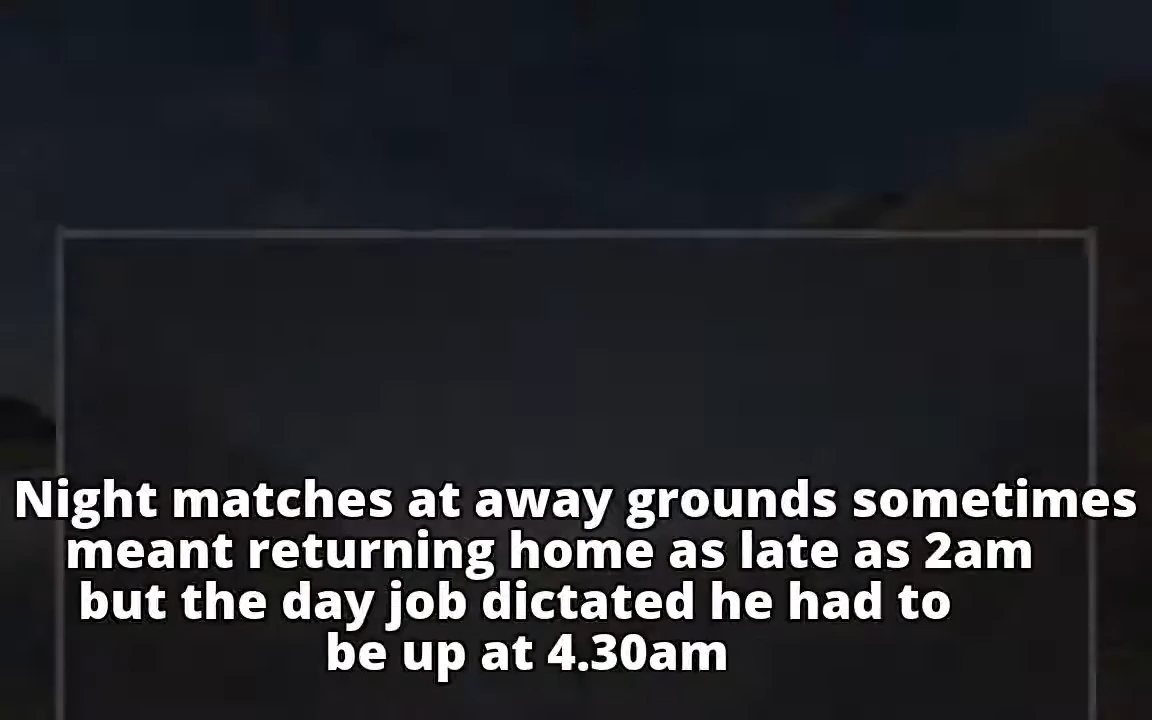 Night matches at away grounds sometimes
meant returning home as late as 2am
but the day job dictated he had to
be up at 4.30am